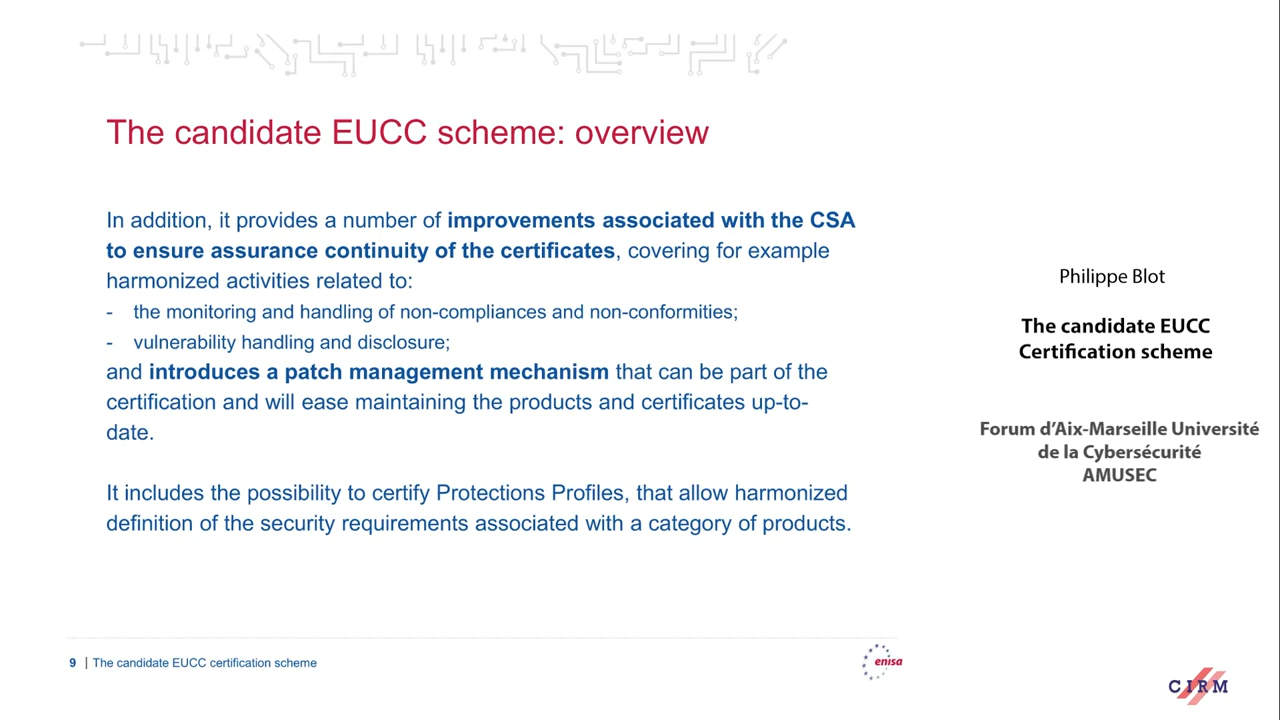 The candidate EUCC scheme: overview
In addition, it provides a number of improvements associated with the CSA
to ensure assurance continuity of the certificates, covering for example
harmonized activities related to:
- the monitoring and handling of non-compliances and non-conformities;
- vulnerability handling and disclosure;
and introduces a patch management mechanism that can be part of the
certification and will ease maintaining the products and certificates up-to-
date.
It includes the possibility to certify Protections Profiles, that allow harmonized
definition of the security requirements associated with a category of products.
9 | The candidate EUCC certification scheme
enisa
Philippe Blot
The candidate EUCC
Certification scheme
Forum d'Aix-Marseille Université
de la Cybersécurité
AMUSEC
CIRM